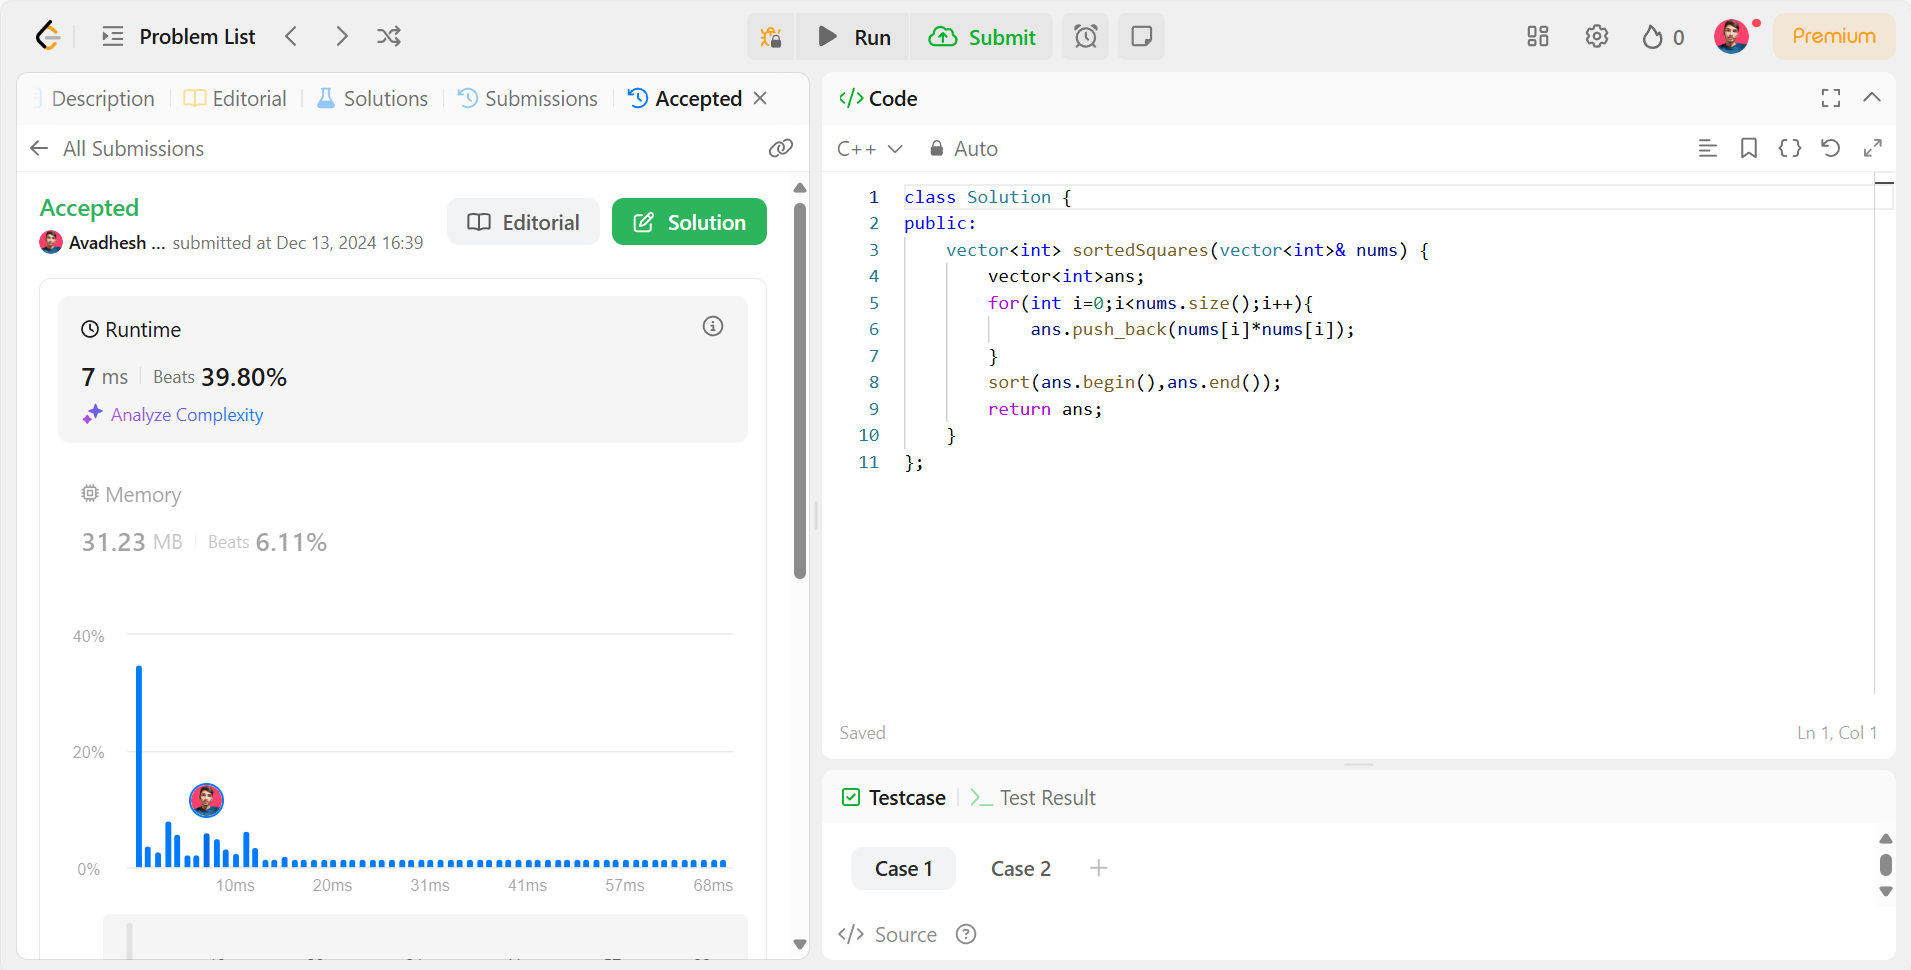 Problem List
Run
Submit
0
Premium
Description
Editorial
Solutions
Submissions
Accepted
All Submissions
Accepted
Avadhesh ... submitted at Dec 13, 2024 16:39
Editorial
Solution
Runtime
7 ms Beats 39.80%
Analyze Complexity
Memory
31.23 MB Beats 6.11%
40%
20%
0%
10ms 20ms 31ms 41ms 57ms 68ms
</> Code
C++ Auto
1 class Solution {
2 public:
3     vector<int> sortedSquares(vector<int>& nums) {
4         vector<int>ans;
5         for(int i=0;i<nums.size();i++){
6             ans.push_back(nums[i]*nums[i]);
7         }
8         sort(ans.begin(),ans.end());
9         return ans;
10     }
11 };
Saved
Ln 1, Col 1
Testcase
Test Result
Case 1
Case 2
</> Source